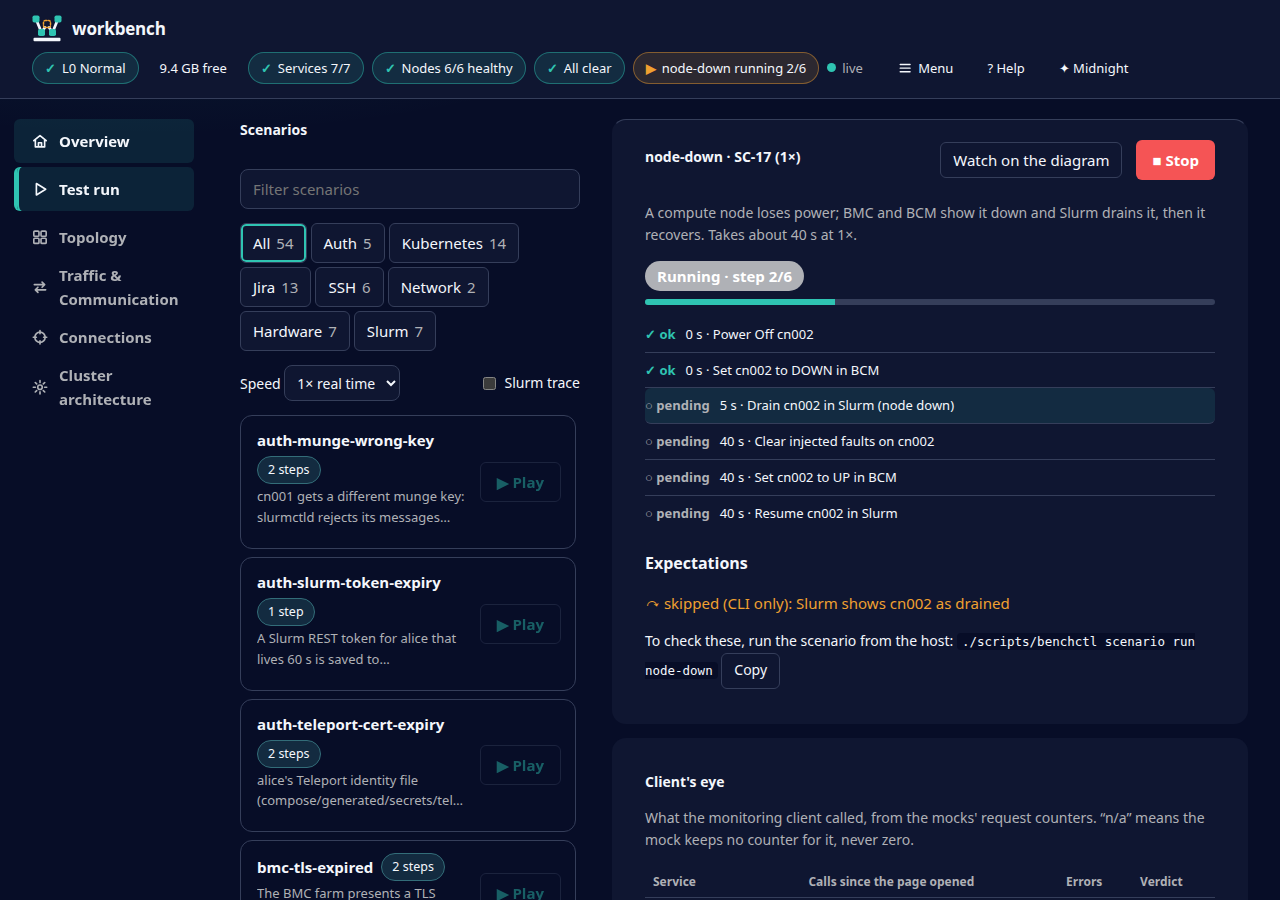 workbench
✓ L0 Normal
9.4 GB free
✓ Services 7/7
✓ Nodes 6/6 healthy
✓ All clear
▶ node-down running 2/6
live
☰ Menu
? Help
✦ Midnight
Overview
Test run
Topology
Traffic &
Communication
Connections
Cluster
architecture
Scenarios
Filter scenarios
All 54
Auth 5
Kubernetes 14
Jira 13
SSH 6
Network 2
Hardware 7
Slurm 7
Speed 1× real time
Slurm trace
auth-munge-wrong-key
2 steps
cn001 gets a different munge key:
slurmctld rejects its messages...
▶ Play
auth-slurm-token-expiry
1 step
A Slurm REST token for alice that
lives 60 s is saved to...
▶ Play
auth-teleport-cert-expiry
2 steps
alice's Teleport identity file
(compose/generated/secrets/tel...
▶ Play
bmc-tls-expired 2 steps
The BMC farm presents a TLS
▶ Play
node-down · SC-17 (1×)
Watch on the diagram
■ Stop
A compute node loses power; BMC and BCM show it down and Slurm drains it, then it
recovers. Takes about 40 s at 1×.
Running · step 2/6
✓ ok 0 s · Power Off cn002
✓ ok 0 s · Set cn002 to DOWN in BCM
○ pending 5 s · Drain cn002 in Slurm (node down)
○ pending 40 s · Clear injected faults on cn002
○ pending 40 s · Set cn002 to UP in BCM
○ pending 40 s · Resume cn002 in Slurm
Expectations
↷ skipped (CLI only): Slurm shows cn002 as drained
To check these, run the scenario from the host: ./scripts/benchctl scenario run
node-down Copy
Client's eye
What the monitoring client called, from the mocks' request counters. “n/a” means the
mock keeps no counter for it, never zero.
Service Calls since the page opened Errors Verdict